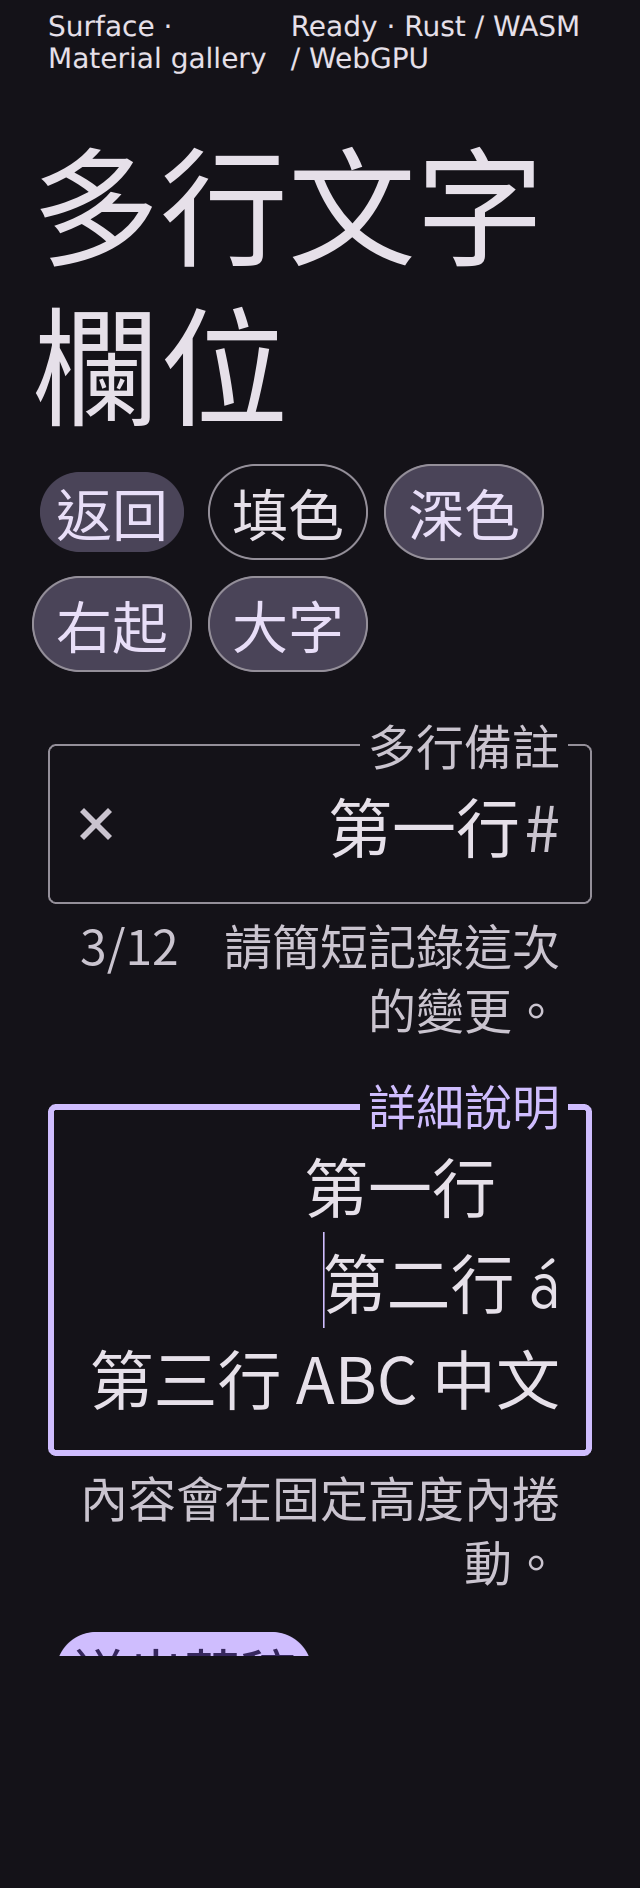 Surface ·
Material gallery
Ready · Rust / WASM
/ WebGPU
多行文字
欄位
返回
填色
深色
右起
大字
多行備註
第一行#
3/12
請簡短記錄這次
的變更。
詳細說明
第一行
第二行 á
第三行 ABC 中文
內容會在固定高度內捲
動。